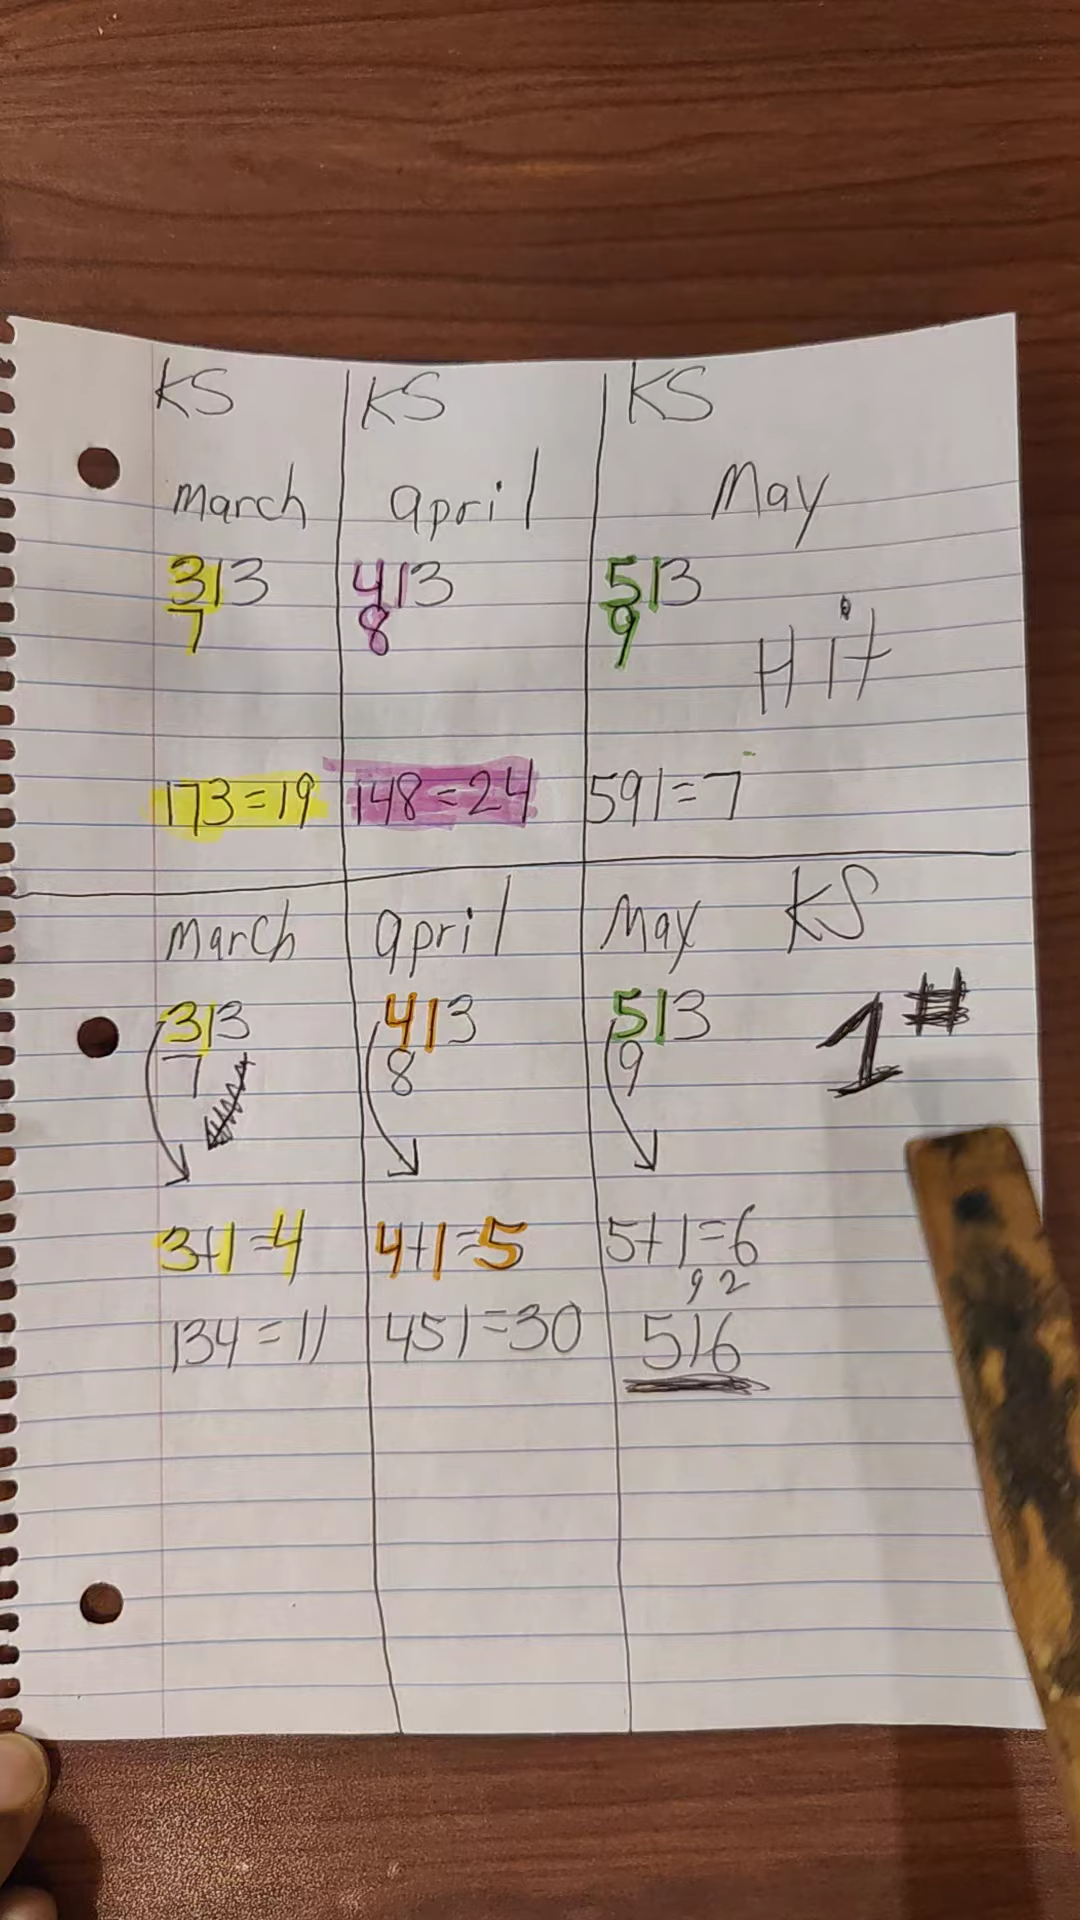 KS KS KS
march april May
313 413 513
7 8 9
Hit
173=19 148=24 591=7
march april May KS
313 413 513 1#
7 8 9
3+1=4 4+1=5 5+1=6
9 2
134=11 451=30 516